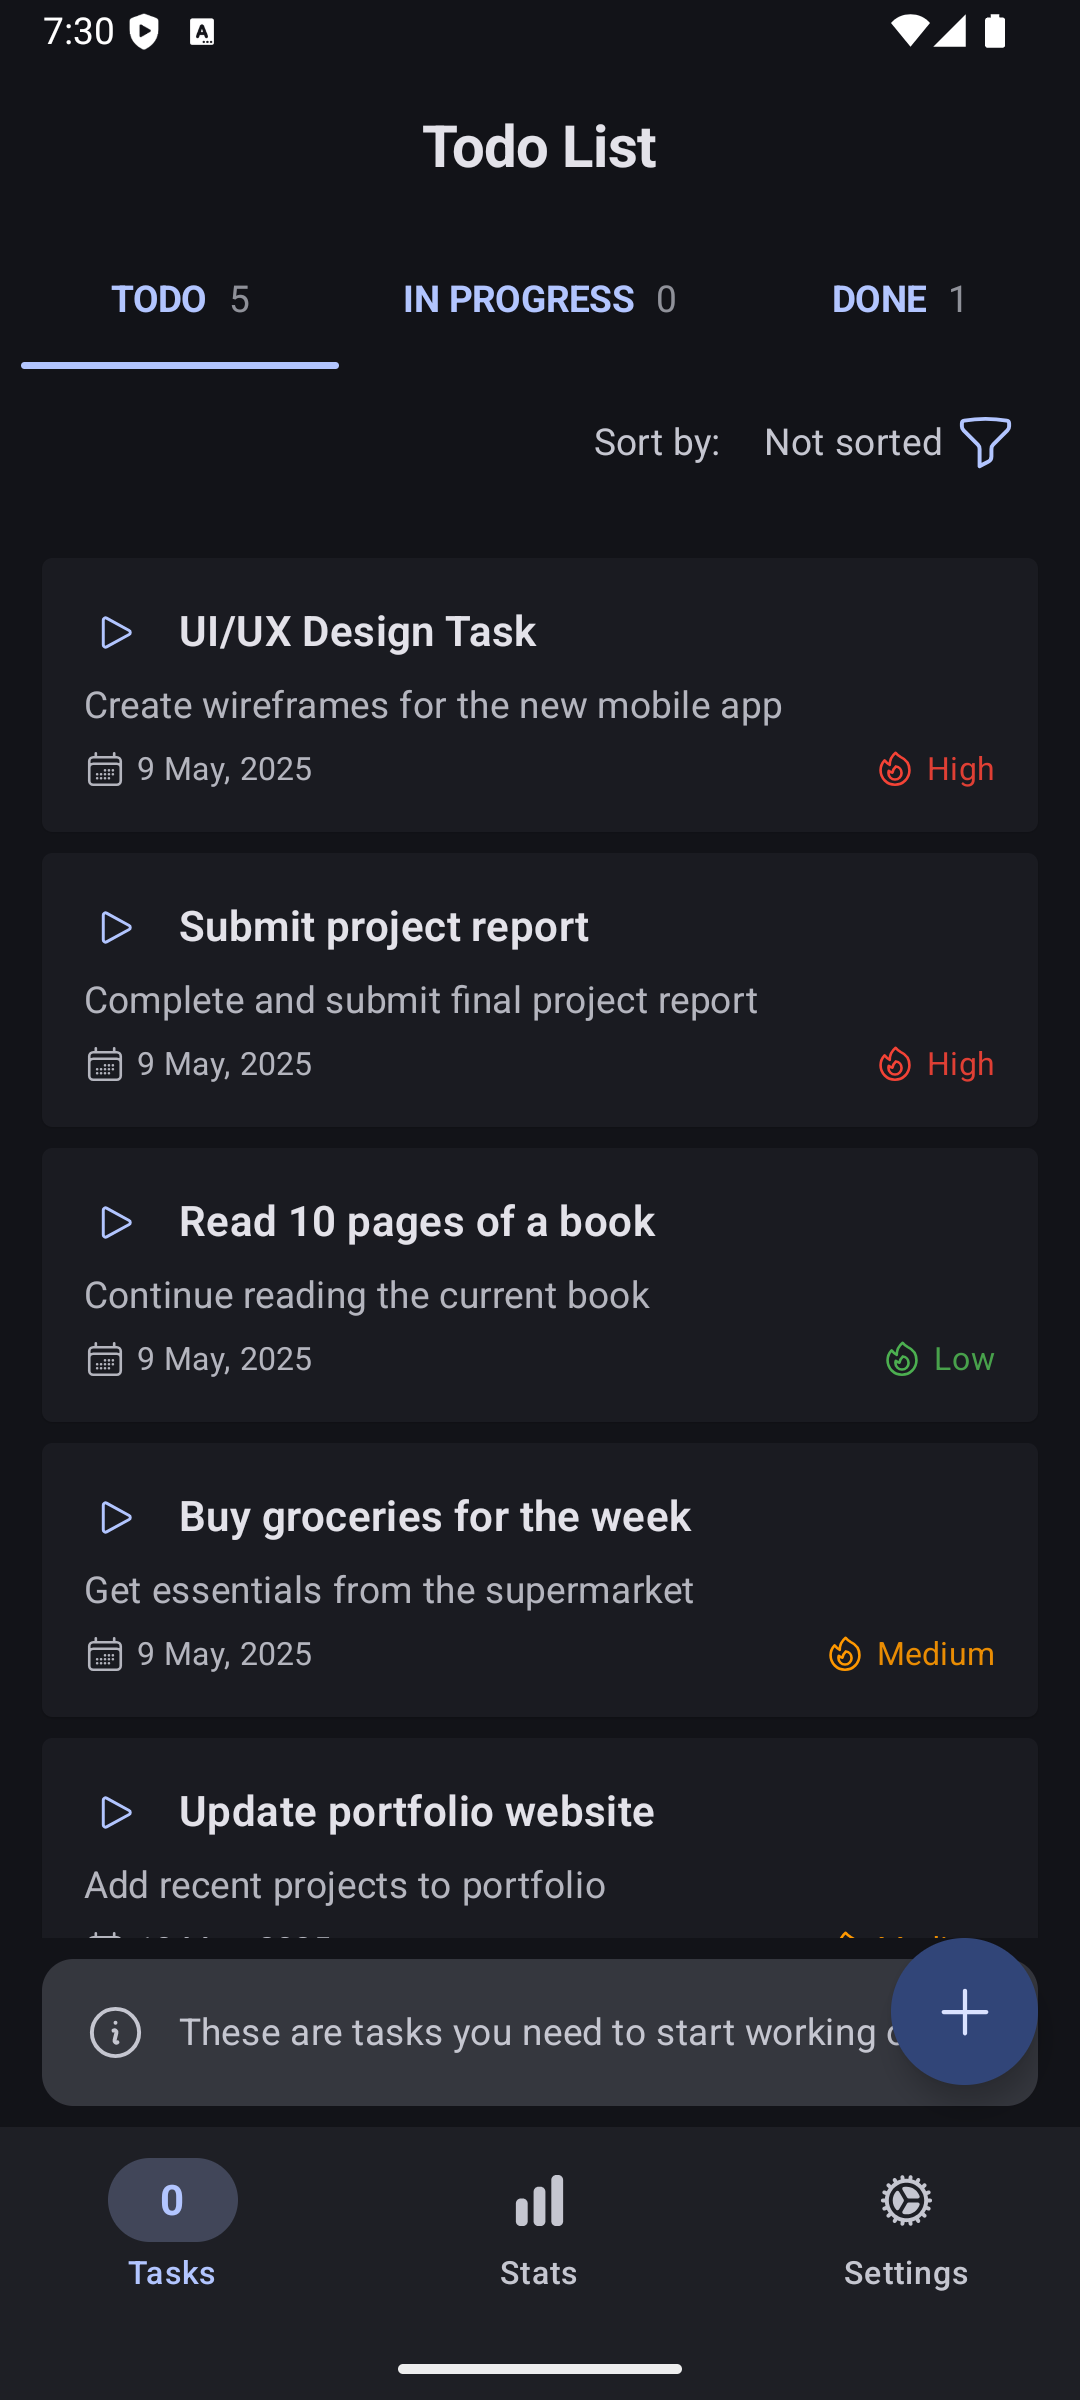 7:30
Todo List
TODO 5
IN PROGRESS 0
DONE 1
Sort by: Not sorted
UI/UX Design Task
Create wireframes for the new mobile app
9 May, 2025
High
Submit project report
Complete and submit final project report
9 May, 2025
High
Read 10 pages of a book
Continue reading the current book
9 May, 2025
Low
Buy groceries for the week
Get essentials from the supermarket
9 May, 2025
Medium
Update portfolio website
Add recent projects to portfolio
These are tasks you need to start working
0
Tasks
Stats
Settings